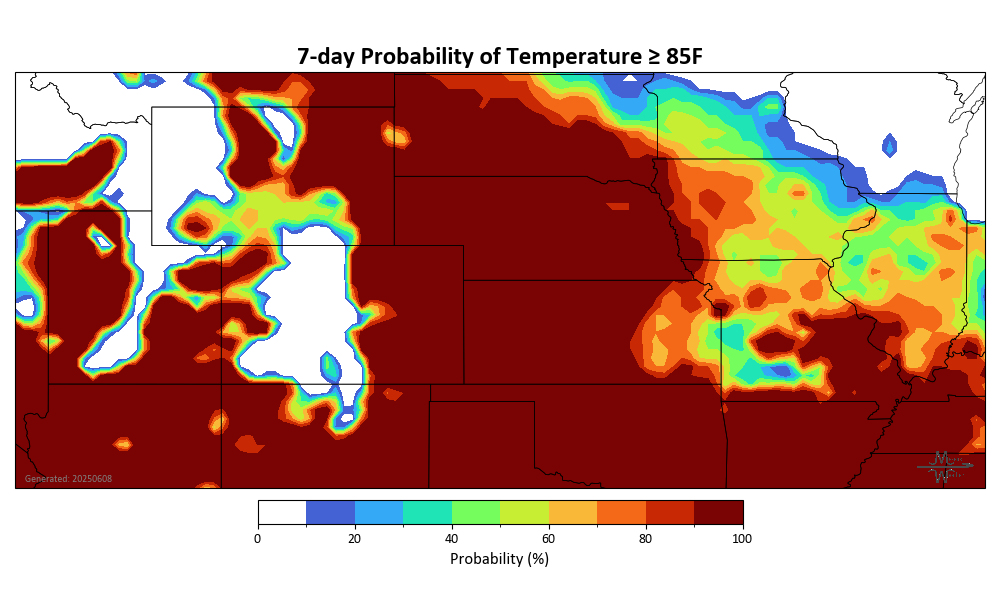 7-day Probability of Temperature ≥ 85F
Generated: 20250608
0 20 40 60 80 100
Probability (%)